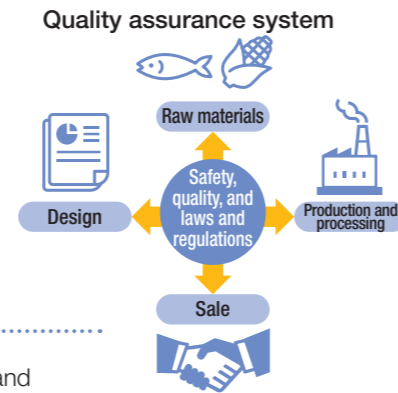 Quality assurance system
Raw materials
Design
Safety,
quality, and
laws and
regulations
Production and
processing
Sale
and